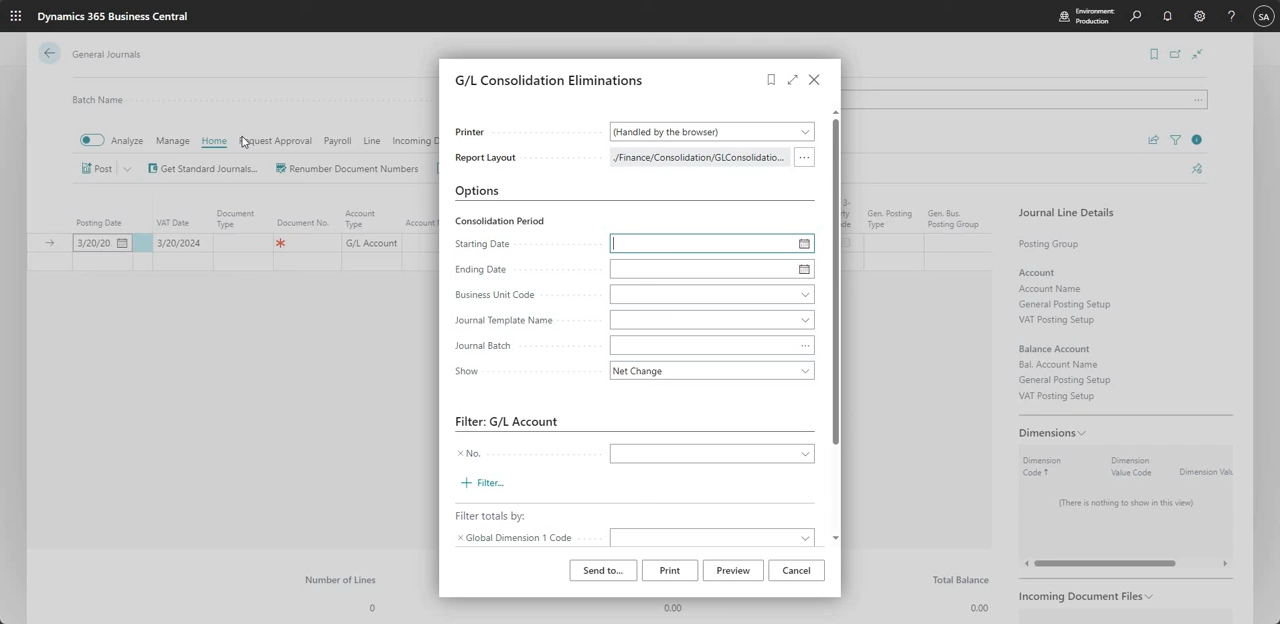 Dynamics 365 Business Central
Environment:
Production
?
SA
General Journals
Batch Name
Analyze Manage Home Request Approval Payroll Line Incoming D
Post Get Standard Journals... Renumber Document Numbers
Posting Date VAT Date Document Type Document No. Account Type Account Gen. Posting Type Gen. Bus. Posting Group
3/20/20 3/20/2024 * G/L Account
Number of Lines Total Balance
0 0.00 0.00
G/L Consolidation Eliminations
Printer (Handled by the browser)
Report Layout ./Finance/Consolidation/GLConsolidatio... ...
Options
Consolidation Period
Starting Date
Ending Date
Business Unit Code
Journal Template Name
Journal Batch ...
Show Net Change
Filter: G/L Account
× No.
+ Filter...
Filter totals by:
× Global Dimension 1 Code
Send to... Print Preview Cancel
Journal Line Details
Posting Group
Account
Account Name
General Posting Setup
VAT Posting Setup
Balance Account
Bal. Account Name
General Posting Setup
VAT Posting Setup
Dimensions
Dimension Code ↑ Dimension Value Code Dimension Valu
(There is nothing to show in this view)
Incoming Document Files